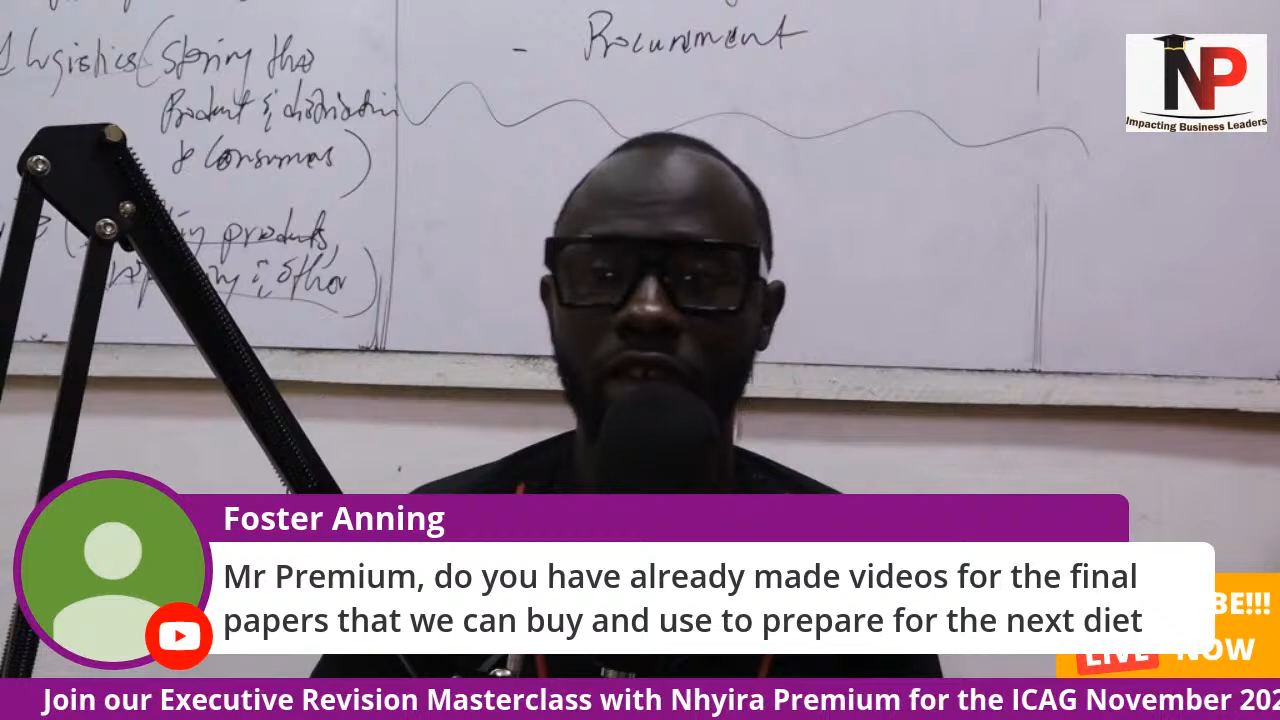 - Procurement
Logistics (Storing the
Product & distribution
to Consumers)
products,
& other)
NP
Impacting Business Leaders
Foster Anning
Mr Premium, do you have already made videos for the final
papers that we can buy and use to prepare for the next diet
BE!!!
LIVE NOW
Join our Executive Revision Masterclass with Nhyira Premium for the ICAG November 202